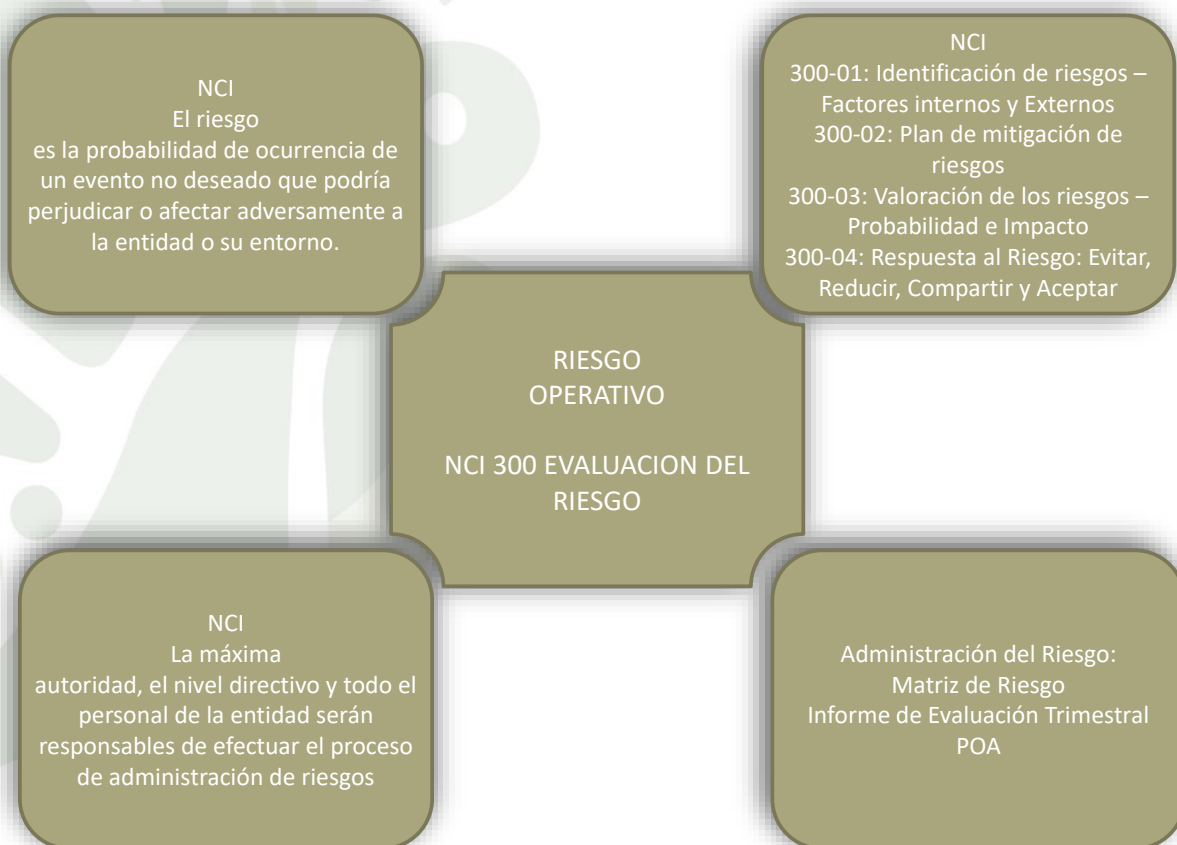 NCI
El riesgo
es la probabilidad de ocurrencia de
un evento no deseado que podría
perjudicar o afectar adversamente a
la entidad o su entorno.
NCI
300-01: Identificación de riesgos –
Factores internos y Externos
300-02: Plan de mitigación de
riesgos
300-03: Valoración de los riesgos –
Probabilidad e Impacto
300-04: Respuesta al Riesgo: Evitar,
Reducir, Compartir y Aceptar
RIESGO
OPERATIVO
NCI 300 EVALUACION DEL
RIESGO
NCI
La máxima
autoridad, el nivel directivo y todo el
personal de la entidad serán
responsables de efectuar el proceso
de administración de riesgos
Administración del Riesgo:
Matriz de Riesgo
Informe de Evaluación Trimestral
POA